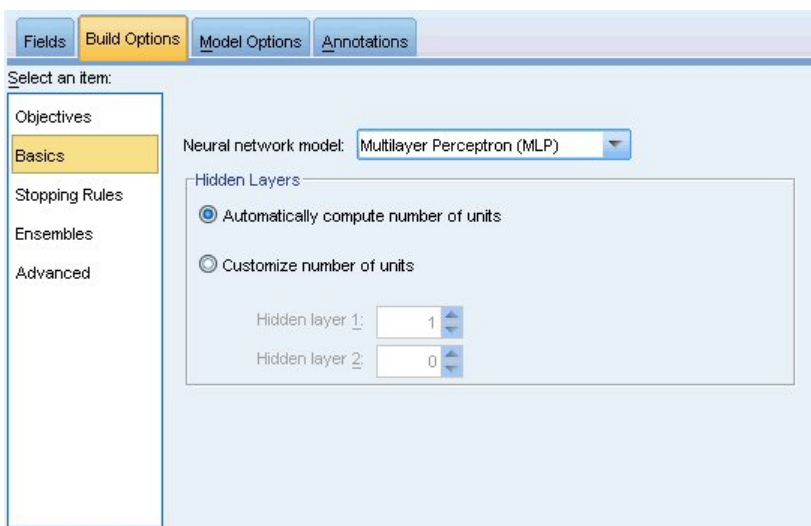 Fields Build Options Model Options Annotations
Select an item:
Objectives
Basics
Stopping Rules
Ensembles
Advanced
Neural network model: Multilayer Perceptron (MLP)
Hidden Layers
Automatically compute number of units
Customize number of units
Hidden layer 1: 1
Hidden layer 2: 0